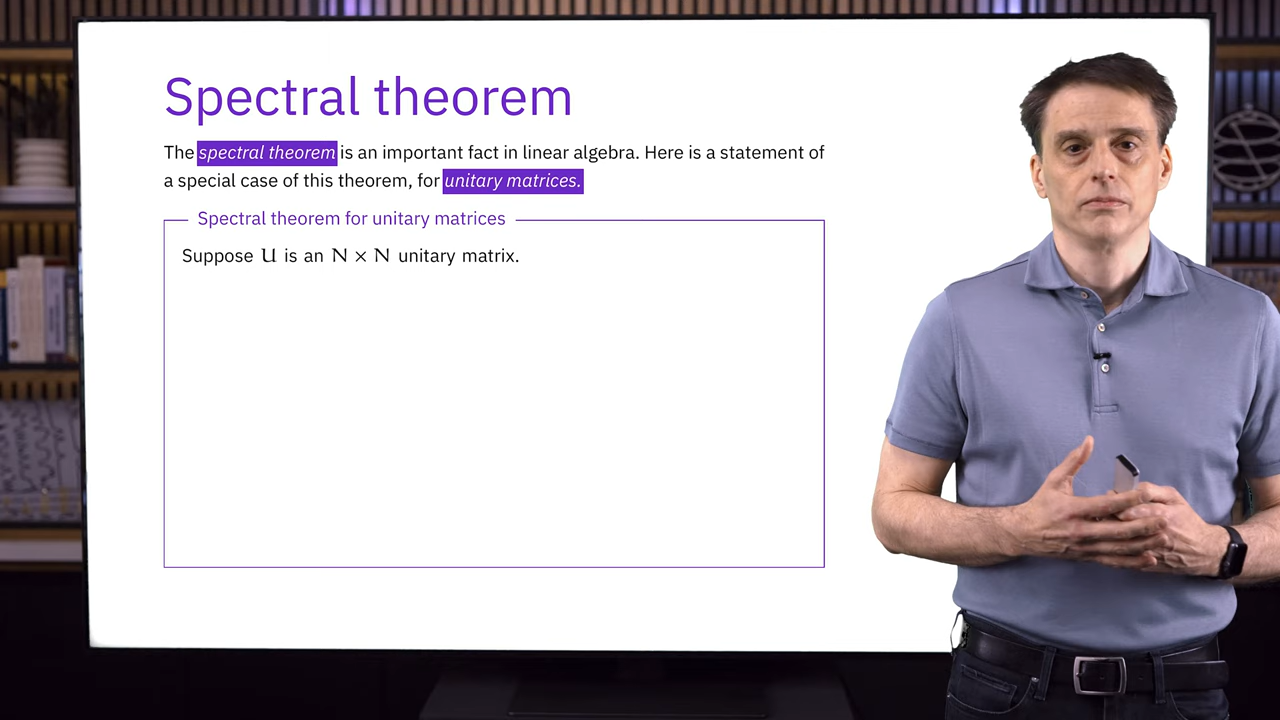 Spectral theorem
The spectral theorem is an important fact in linear algebra. Here is a statement of
a special case of this theorem, for unitary matrices.
Spectral theorem for unitary matrices
Suppose U is an N × N unitary matrix.